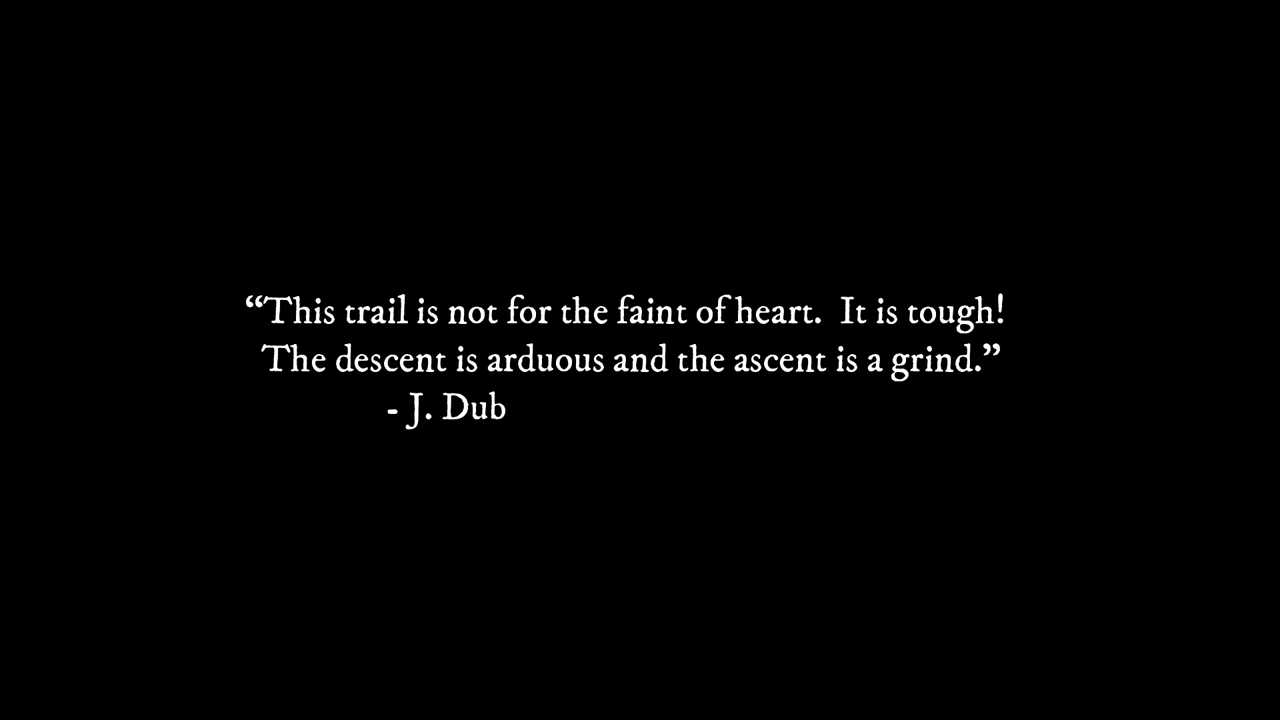 “This trail is not for the faint of heart.  It is tough!
The descent is arduous and the ascent is a grind.”
- J. Dub